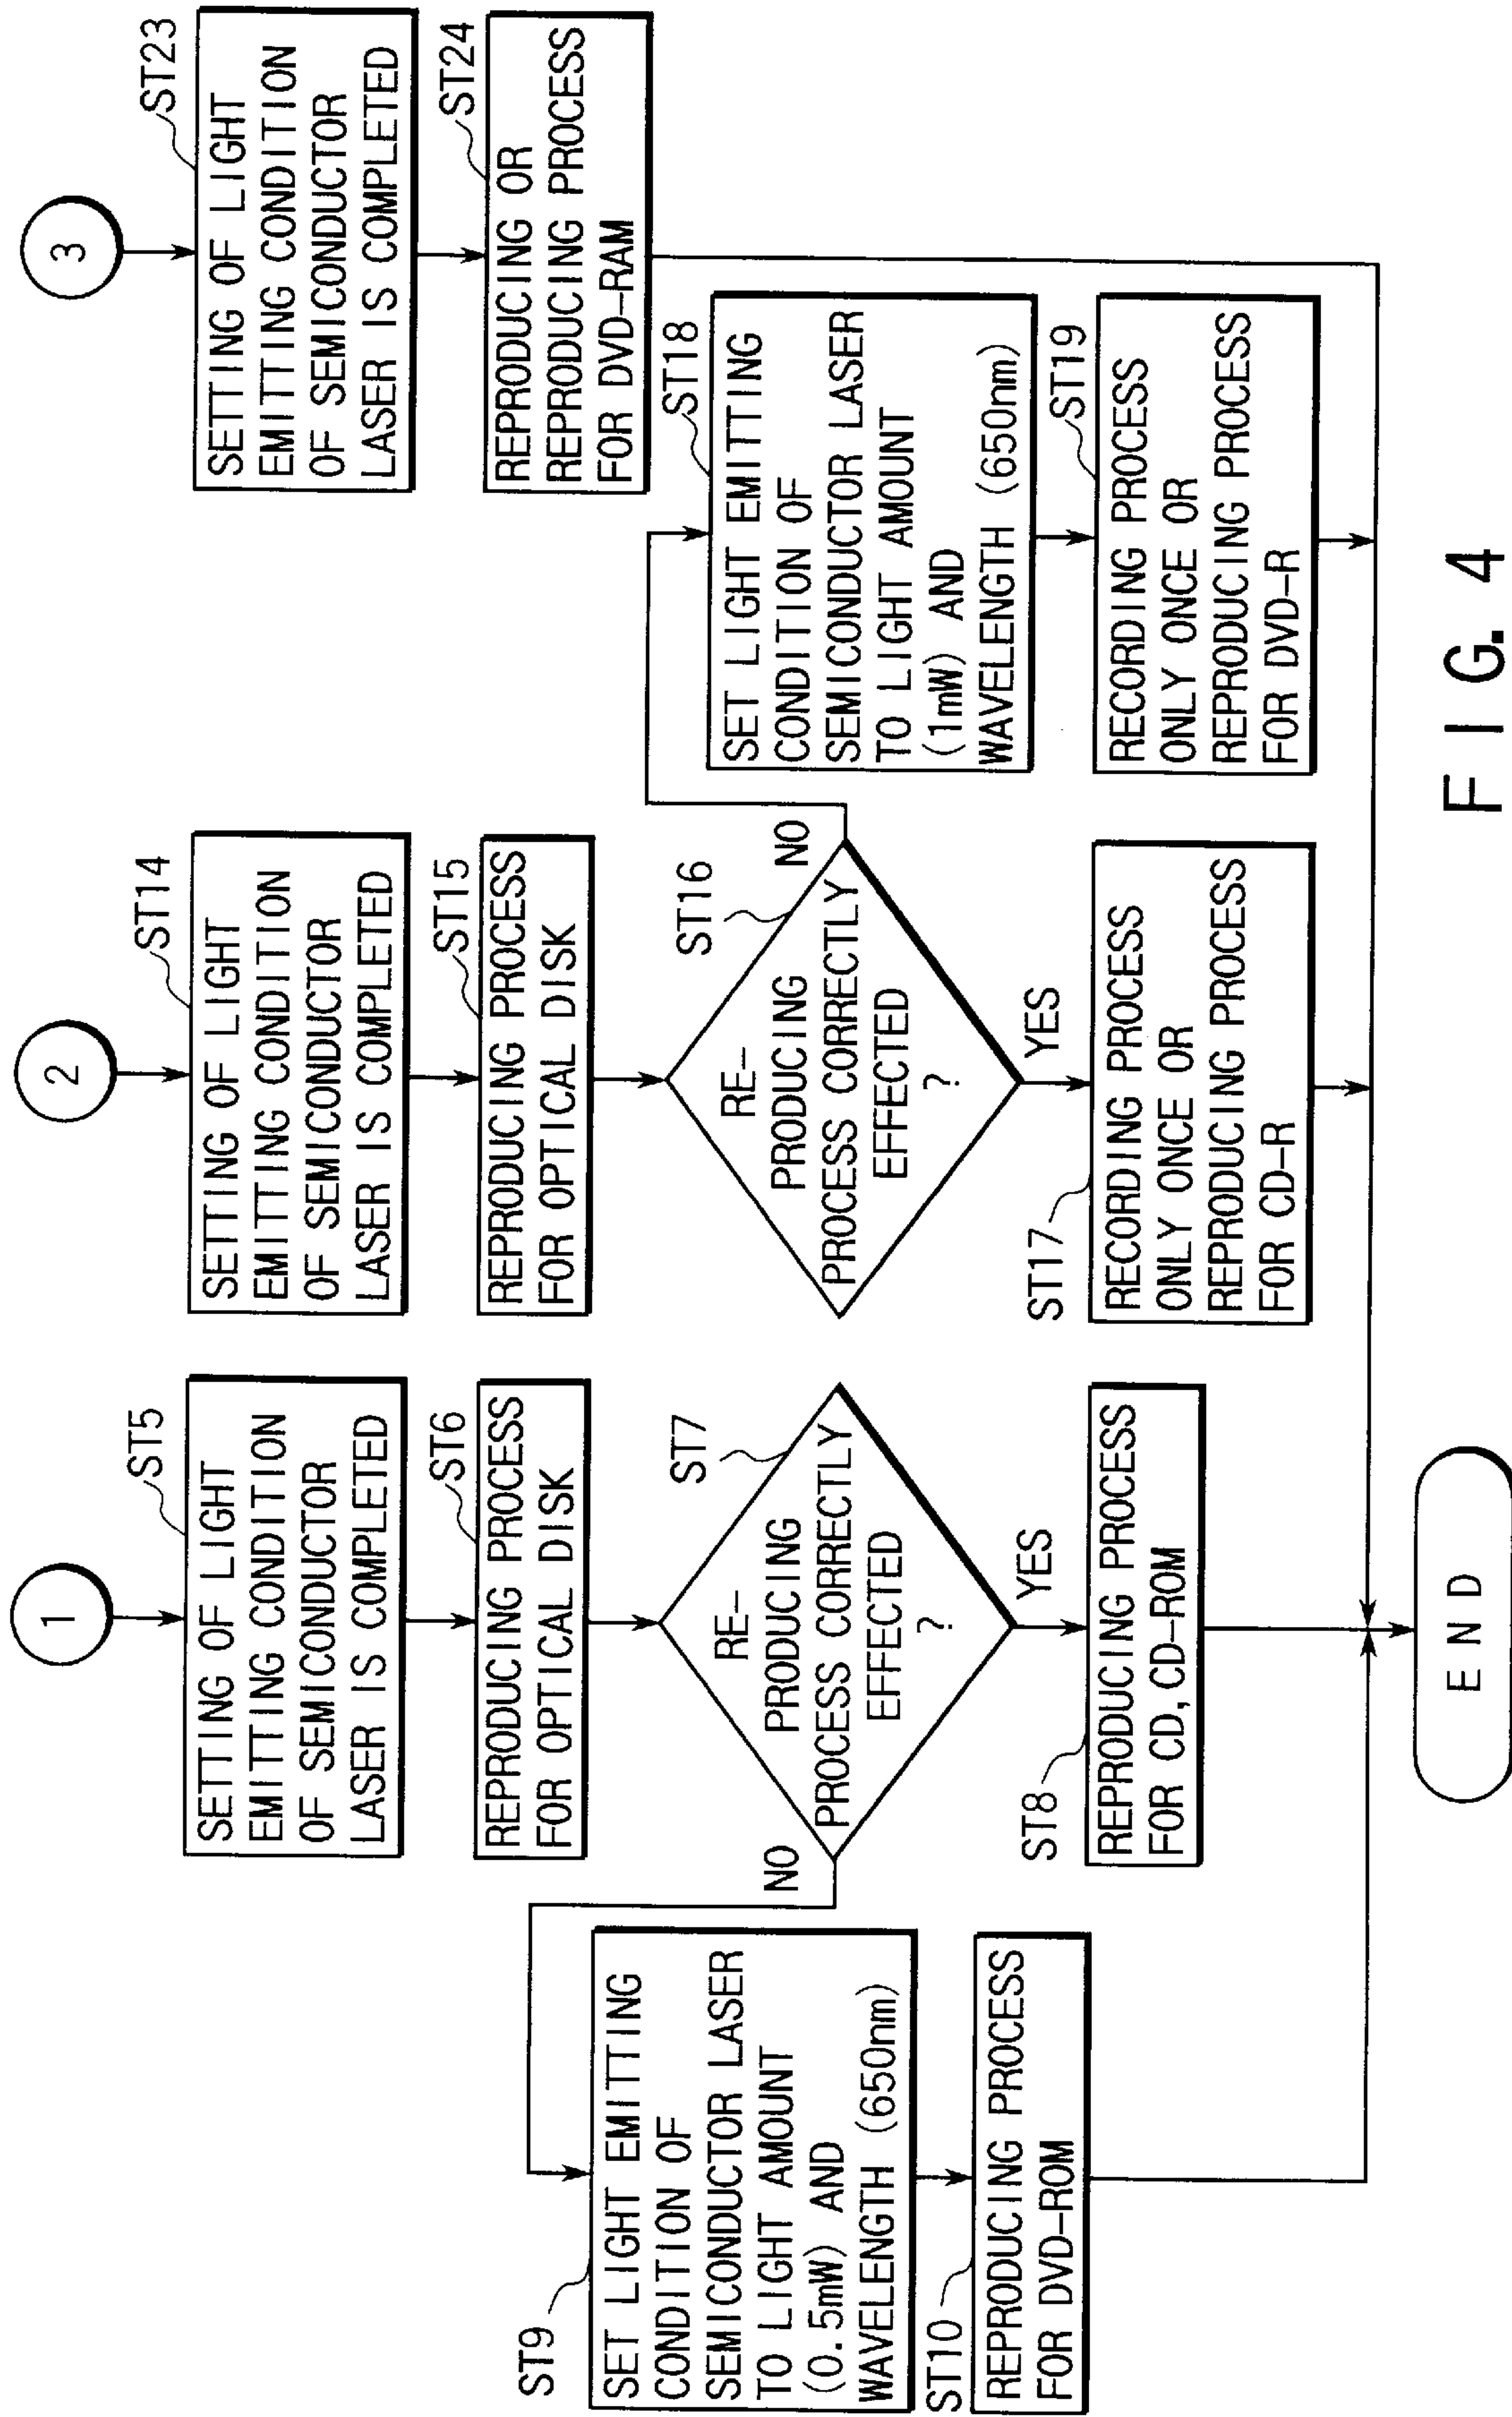 1
ST5
SETTING OF LIGHT
EMITTING CONDITION
OF SEMICONDUCTOR
LASER IS COMPLETED
ST6
REPRODUCING PROCESS
FOR OPTICAL DISK
ST7
RE-
PRODUCING
PROCESS CORRECTLY
EFFECTED
?
NO
YES
ST9
SET LIGHT EMITTING
CONDITION OF
SEMICONDUCTOR LASER
TO LIGHT AMOUNT
(0.5mW) AND
WAVELENGTH (650nm)
ST10
REPRODUCING PROCESS
FOR DVD-ROM
ST8
REPRODUCING PROCESS
FOR CD, CD-ROM
2
ST14
SETTING OF LIGHT
EMITTING CONDITION
OF SEMICONDUCTOR
LASER IS COMPLETED
ST15
REPRODUCING PROCESS
FOR OPTICAL DISK
ST16
RE-
PRODUCING
PROCESS CORRECTLY
EFFECTED
?
NO
YES
ST17
RECORDING PROCESS
ONLY ONCE OR
REPRODUCING PROCESS
FOR CD-R
3
ST23
SETTING OF LIGHT
EMITTING CONDITION
OF SEMICONDUCTOR
LASER IS COMPLETED
ST24
REPRODUCING OR
REPRODUCING PROCESS
FOR DVD-RAM
ST18
SET LIGHT EMITTING
CONDITION OF
SEMICONDUCTOR LASER
TO LIGHT AMOUNT
(1mW) AND
WAVELENGTH (650nm)
ST19
RECORDING PROCESS
ONLY ONCE OR
REPRODUCING PROCESS
FOR DVD-R
END
FIG. 4